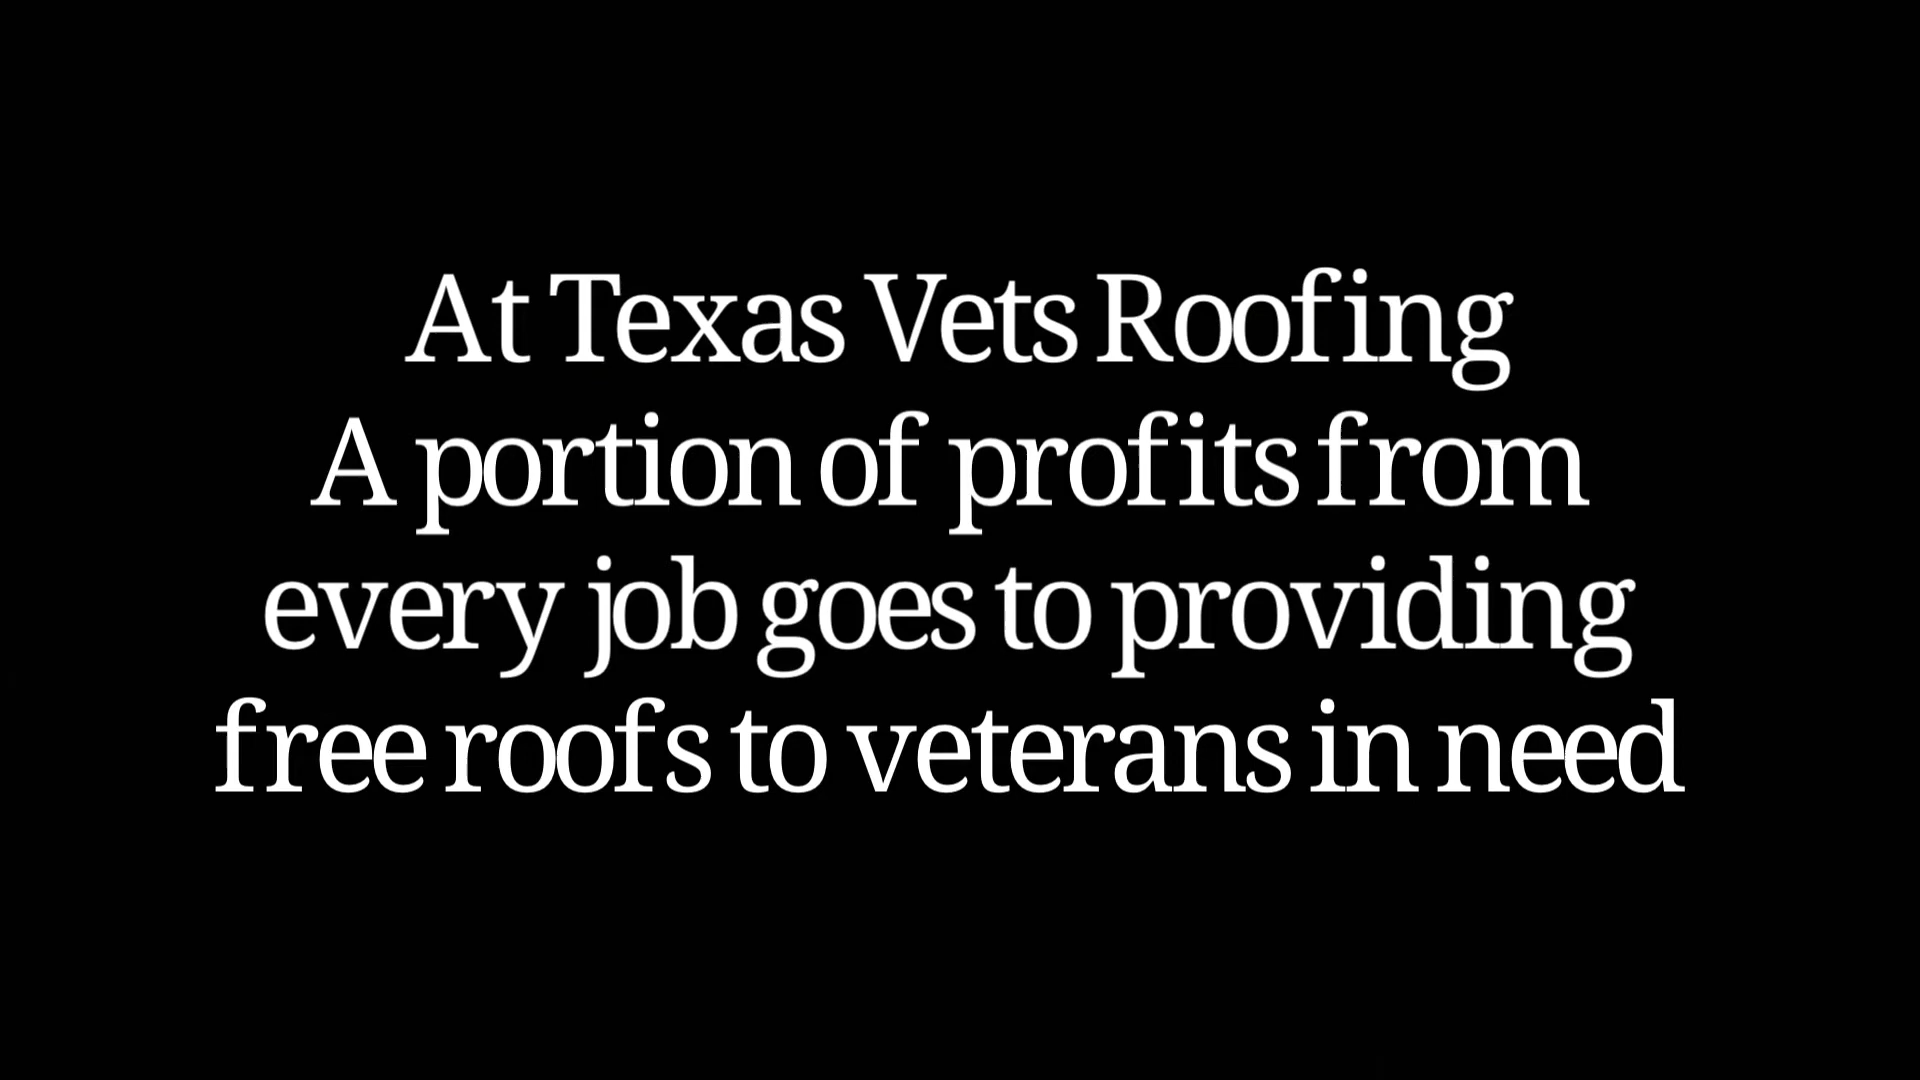 At Texas Vets Roofing
A portion of profits from
every job goes to providing
free roofs to veterans in need